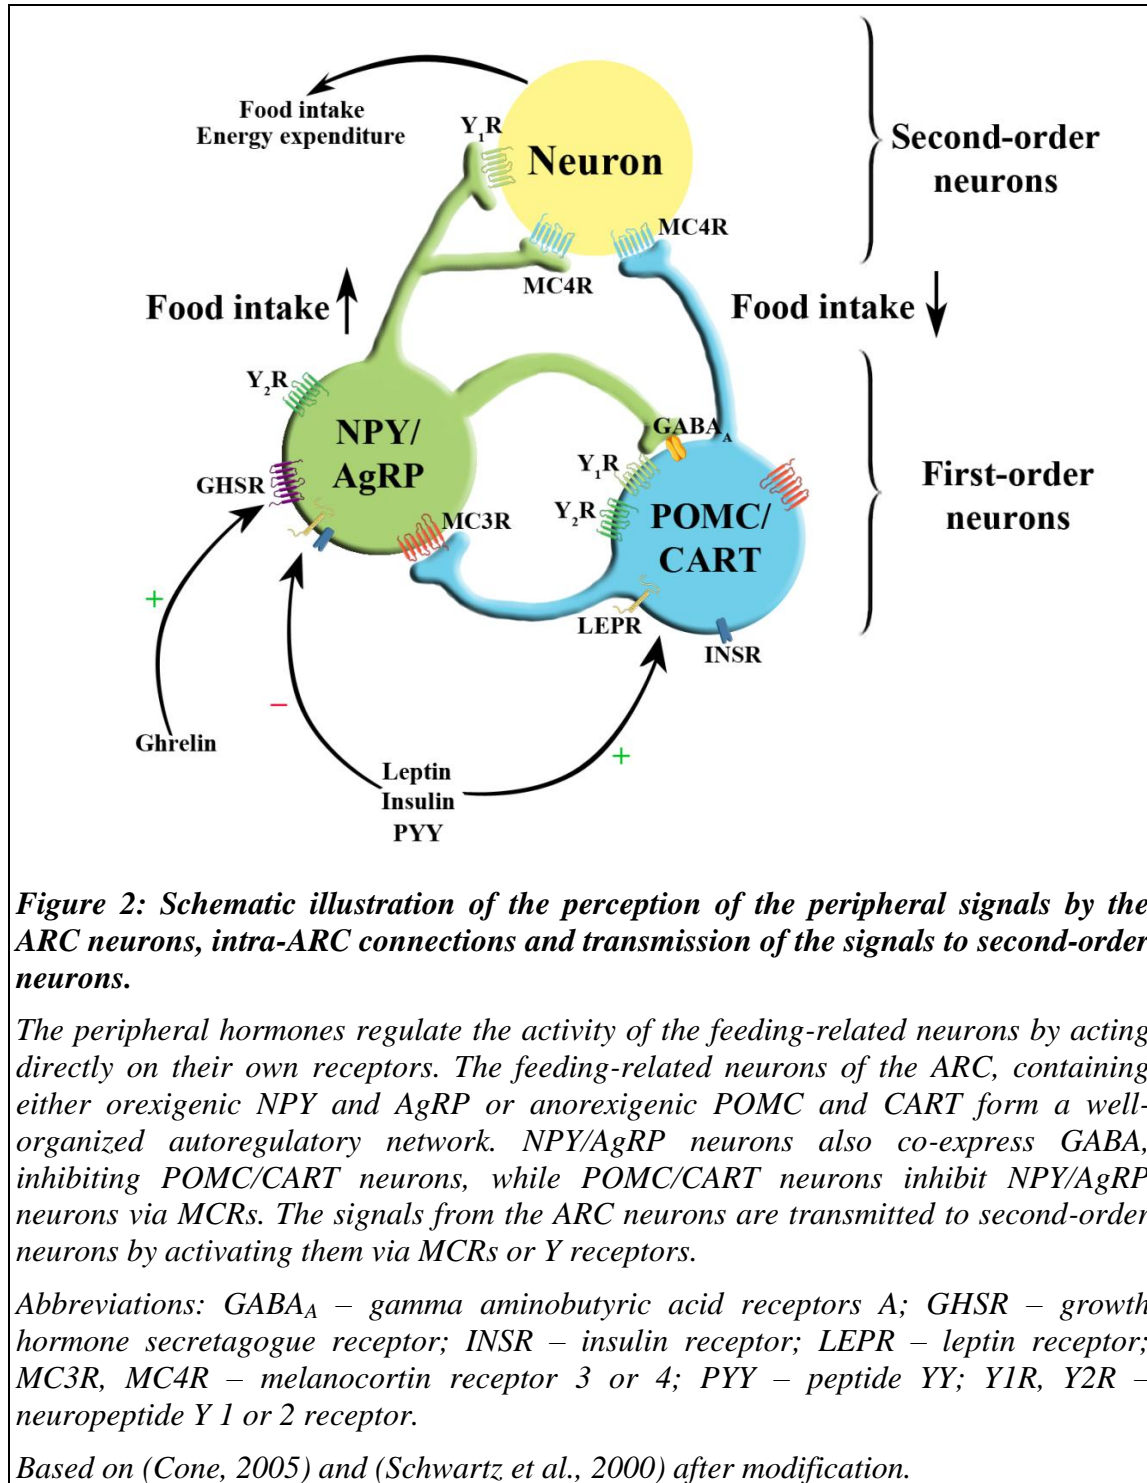 Food intake
Energy expenditure
Y1R
Neuron
Second-order
neurons
MC4R
MC4R
Food intake
Food intake
Y2R
NPY/
AgRP
GABAA
First-order
neurons
GHSR
Y1R
Y2R
POMC/
CART
MC3R
+
LEPR
INSR
–
Ghrelin
+
Leptin
Insulin
PYY
Figure 2: Schematic illustration of the perception of the peripheral signals by the
ARC neurons, intra-ARC connections and transmission of the signals to second-order
neurons.
The peripheral hormones regulate the activity of the feeding-related neurons by acting
directly on their own receptors. The feeding-related neurons of the ARC, containing
either orexigenic NPY and AgRP or anorexigenic POMC and CART form a well-
organized autoregulatory network. NPY/AgRP neurons also co-express GABA,
inhibiting POMC/CART neurons, while POMC/CART neurons inhibit NPY/AgRP
neurons via MCRs. The signals from the ARC neurons are transmitted to second-order
neurons by activating them via MCRs or Y receptors.
Abbreviations: GABAA – gamma aminobutyric acid receptors A; GHSR – growth
hormone secretagogue receptor; INSR – insulin receptor; LEPR – leptin receptor;
MC3R, MC4R – melanocortin receptor 3 or 4; PYY – peptide YY; Y1R, Y2R –
neuropeptide Y 1 or 2 receptor.
Based on (Cone, 2005) and (Schwartz et al., 2000) after modification.